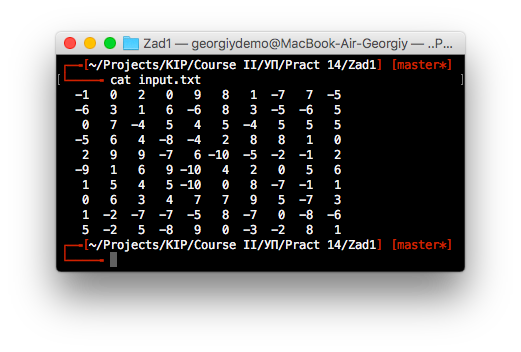 Zad1 — georgiydemo@MacBook-Air-Georgiy — ..P...
[~/Projects/KIP/Course II/УП/Pract 14/Zad1] [master*]
cat input.txt
-1 0 2 0 9 8 1 -7 7 -5
-6 3 1 6 -6 8 3 -5 -6 5
0 7 -4 5 4 5 -4 5 5 5
-5 6 4 -8 -4 2 8 8 1 0
2 9 9 -7 6 -10 -5 -2 -1 2
-9 1 6 9 -10 4 2 0 5 6
1 5 4 5 -10 0 8 -7 -1 1
0 6 3 4 7 7 9 5 -7 3
1 -2 -7 -7 -5 8 -7 0 -8 -6
5 -2 5 -8 9 0 -3 -2 8 1
[~/Projects/KIP/Course II/УП/Pract 14/Zad1] [master*]